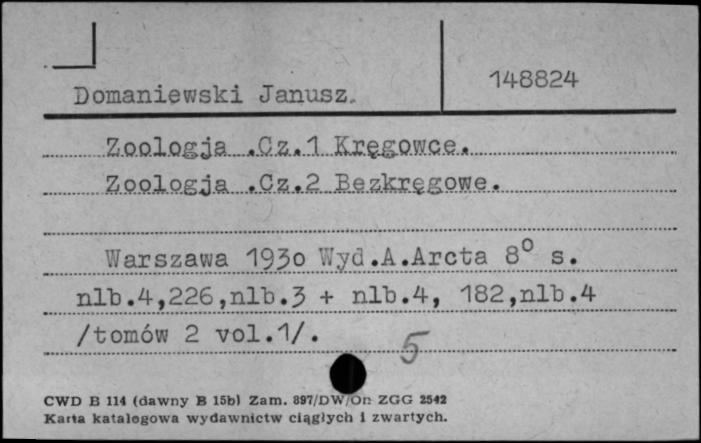 148824
Domaniewski Janusz.
Zoologja .Cz.1 Kręgowce.
Zoologja .Cz.2 Bezkręgowe.
Warszawa 193o Wyd.A.Arcta 8° s.
nlb.4,226,nlb.3 + nlb.4, 182,nlb.4
/tomów 2 vol.1/.
5
CWD B 114 (dawny B 15b) Zam. 897/DW/On ZGG 2542
Karta katalogowa wydawnictw ciągłych i zwartych.